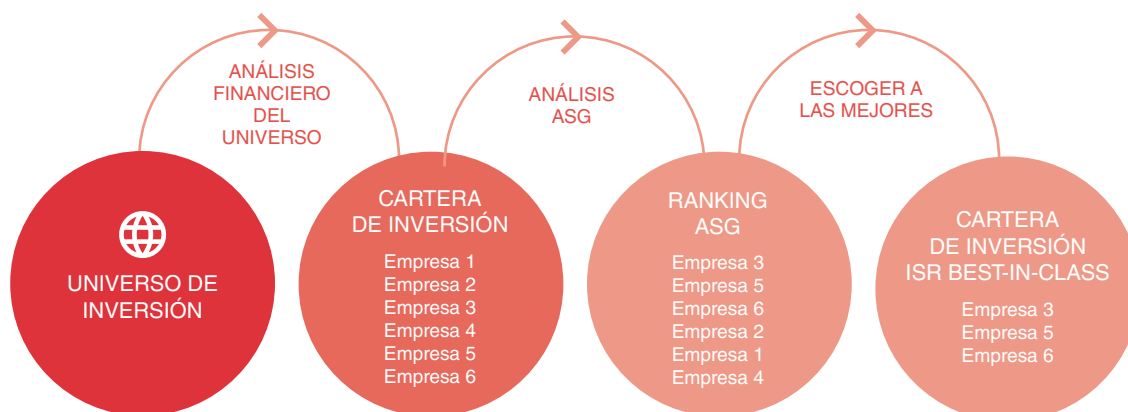 ANÁLISIS
FINANCIERO
DEL
UNIVERSO
ANÁLISIS
ASG
ESCOGER A
LAS MEJORES
UNIVERSO DE
INVERSIÓN
CARTERA
DE INVERSIÓN
Empresa 1
Empresa 2
Empresa 3
Empresa 4
Empresa 5
Empresa 6
RANKING
ASG
Empresa 3
Empresa 5
Empresa 6
Empresa 2
Empresa 1
Empresa 4
CARTERA
DE INVERSIÓN
ISR BEST-IN-CLASS
Empresa 3
Empresa 5
Empresa 6